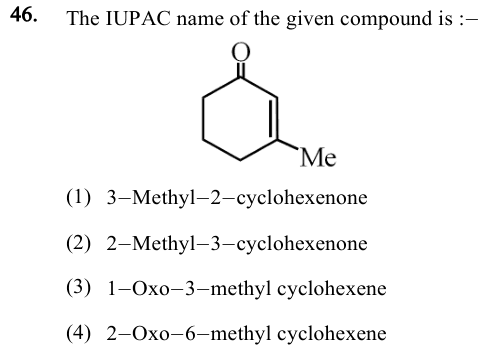 46. The IUPAC name of the given compound is :–
O
Me
(1) 3–Methyl–2–cyclohexenone
(2) 2–Methyl–3–cyclohexenone
(3) 1–Oxo–3–methyl cyclohexene
(4) 2–Oxo–6–methyl cyclohexene